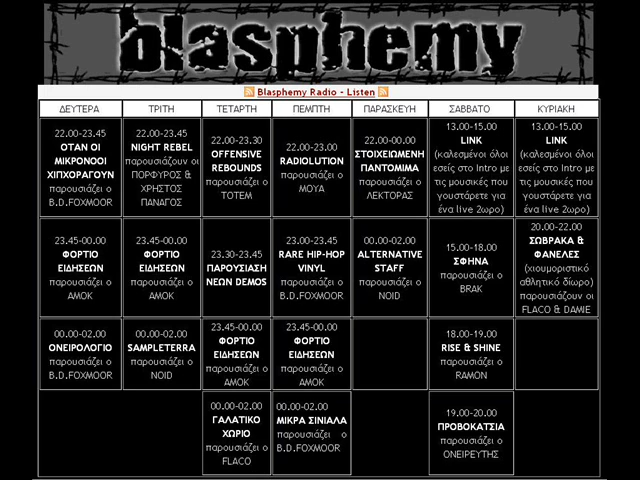 blasphemy
Blasphemy Radio - Listen
ΔΕΥΤΕΡΑ ΤΡΙΤΗ ΤΕΤΑΡΤΗ ΠΕΜΠΤΗ ΠΑΡΑΣΚΕΥΗ ΣΑΒΒΑΤΟ ΚΥΡΙΑΚΗ
22.00-23.45
ΟΤΑΝ ΟΙ
ΜΙΚΡΟΝΟΟΙ
ΧΙΠΧΟΡΑΓΟΥΝ
παρουσιάζει ο
B.D.FOXMOOR
22.00-23.45
NIGHT REBEL
παρουσιάζουν οι
ΠΟΡΦΥΡΟΣ &
ΧΡΗΣΤΟΣ
ΠΑΝΑΓΟΣ
22.00-23.30
OFFENSIVE
REBOUNDS
παρουσιάζει ο
ΤΟΤΕΜ
22.00-23.00
RADIOLUTION
παρουσιάζει ο
ΜΟΥΑ
22.00-00.00
ΣΤΟΙΧΕΙΩΜΕΝΗ
ΠΑΝΤΟΜΙΜΑ
παρουσιάζει ο
ΛΕΚΤΟΡΑΣ
13.00-15.00
LINK
(καλεσμένοι όλοι
εσείς στο Intro με
τις μουσικές που
γουστάρετε για
ένα live 2ωρο)
13.00-15.00
LINK
(καλεσμένοι όλοι
εσείς στο Intro με
τις μουσικές που
γουστάρετε για
ένα live 2ωρο)
23.45-00.00
ΦΟΡΤΙΟ
ΕΙΔΗΣΕΩΝ
παρουσιάζει ο
ΑΜΟΚ
23.45-00.00
ΦΟΡΤΙΟ
ΕΙΔΗΣΕΩΝ
παρουσιάζει ο
ΑΜΟΚ
23.30-23.45
ΠΑΡΟΥΣΙΑΣΗ
ΝΕΩΝ DEMOS
23.00-23.45
RARE HIP-HOP
VINYL
παρουσιάζει ο
B.D.FOXMOOR
00.00-02.00
ALTERNATIVE
STAFF
παρουσιάζει ο
NOID
15.00-18.00
ΣΦΗΝΑ
παρουσιάζει ο
ΒRΑΚ
20.00-22.00
ΣΩΒΡΑΚΑ &
ΦΑΝΕΛΕΣ
(χιουμοριστικό
αθλητικό δίωρο)
παρουσιάζουν οι
FLACO & DAMIE
00.00-02.00
ΟΝΕΙΡΟΛΟΓΙΟ
παρουσιάζει ο
B.D.FOXMOOR
00.00-02.00
SAMPLETERRA
παρουσιάζει ο
NOID
23.45-00.00
ΦΟΡΤΙΟ
ΕΙΔΗΣΕΩΝ
παρουσιάζει ο
ΑΜΟΚ
23.45-00.00
ΦΟΡΤΙΟ
ΕΙΔΗΣΕΩΝ
παρουσιάζει ο
ΑΜΟΚ
18.00-19.00
RISE & SHINE
παρουσιάζει ο
RAMON
00.00-02.00
ΓΑΛΑΤΙΚΟ
ΧΩΡΙΟ
παρουσιάζει ο
FLACO
00.00-02.00
ΜΙΚΡΑ ΣΙΝΙΑΛΑ
παρουσιάζει ο
B.D.FOXMOOR
19.00-20.00
ΠΡΟΒΟΚΑΤΣΙΑ
παρουσιάζει ο
ΟΝΕΙΡΕΥΤΗΣ